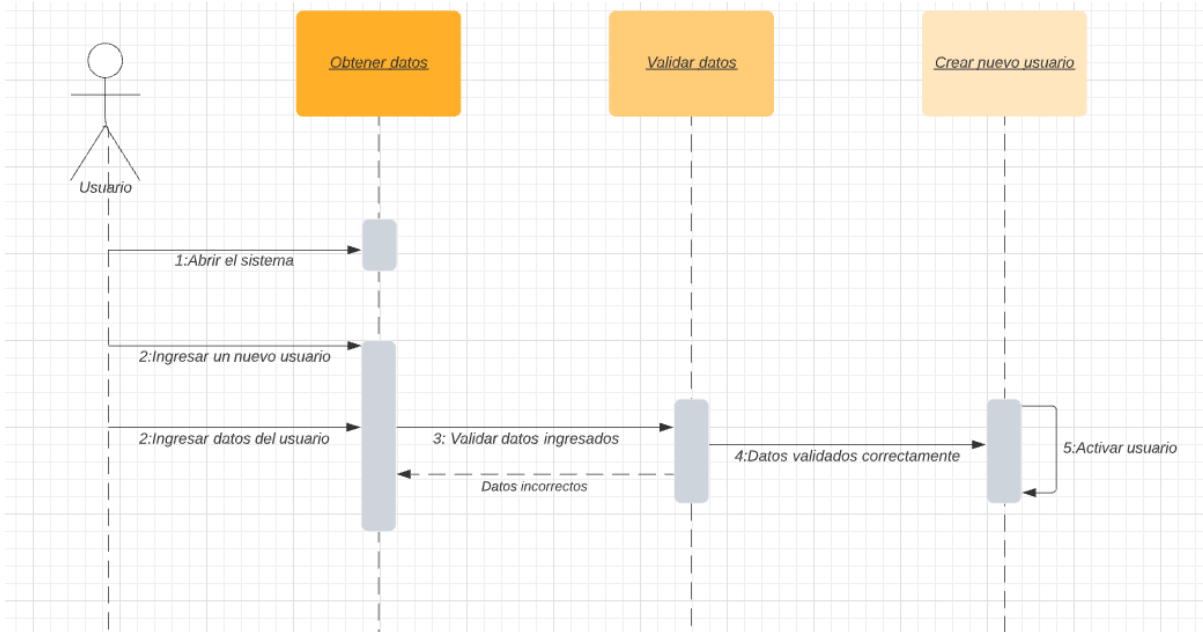 Obtener datos
Validar datos
Crear nuevo usuario
Usuario
1:Abrir el sistema
2:Ingresar un nuevo usuario
2:Ingresar datos del usuario
3: Validar datos ingresados
4:Datos validados correctamente
5:Activar usuario
Datos incorrectos